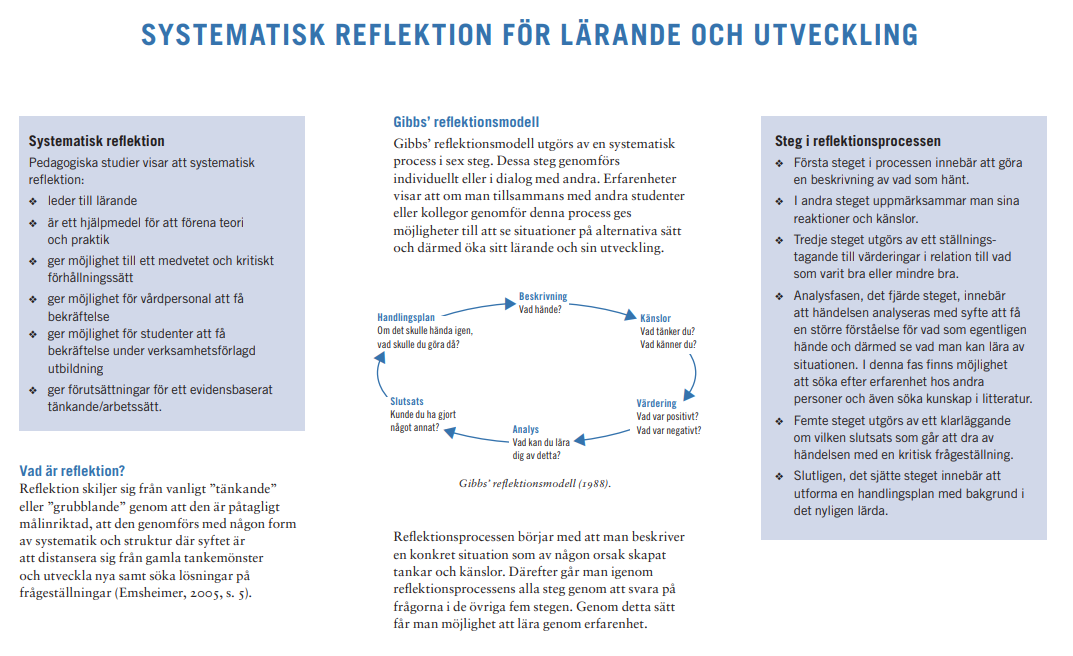 SYSTEMATISK REFLEKTION FÖR LÄRANDE OCH UTVECKLING
Systematisk reflektion
Pedagogiska studier visar att systematisk
reflektion:
❖ leder till lärande
❖ är ett hjälpmedel för att förena teori
och praktik
❖ ger möjlighet till ett medvetet och kritiskt
förhållningssätt
❖ ger möjlighet för vårdpersonal att få
bekräftelse
❖ ger möjlighet för studenter att få
bekräftelse under verksamhetsförlagd
utbildning
❖ ger förutsättningar för ett evidensbaserat
tänkande/arbetssätt.
Vad är reflektion?
Reflektion skiljer sig från vanligt ”tänkande”
eller ”grubblande” genom att den är påtagligt
målinriktad, att den genomförs med någon form
av systematik och struktur där syftet är
att distansera sig från gamla tankemönster
och utveckla nya samt söka lösningar på
frågeställningar (Emsheimer, 2005, s. 5).
Gibbs’ reflektionsmodell
Gibbs’ reflektionsmodell utgörs av en systematisk
process i sex steg. Dessa steg genomförs
individuellt eller i dialog med andra. Erfarenheter
visar att om man tillsammans med andra studenter
eller kollegor genomför denna process ges
möjligheter till att se situationer på alternativa sätt
och därmed öka sitt lärande och sin utveckling.
Beskrivning
Vad hände?
Känslor
Vad tänker du?
Vad känner du?
Värdering
Vad var positivt?
Vad var negativt?
Analys
Vad kan du lära
dig av detta?
Slutsats
Kunde du ha gjort
något annat?
Handlingsplan
Om det skulle hända igen,
vad skulle du göra då?
Gibbs’ reflektionsmodell (1988).
Reflektionsprocessen börjar med att man beskriver
en konkret situation som av någon orsak skapat
tankar och känslor. Därefter går man igenom
reflektionsprocessens alla steg genom att svara på
frågorna i de övriga fem stegen. Genom detta sätt
får man möjlighet att lära genom erfarenhet.
Steg i reflektionsprocessen
❖ Första steget i processen innebär att göra
en beskrivning av vad som hänt.
❖ I andra steget uppmärksammar man sina
reaktioner och känslor.
❖ Tredje steget utgörs av ett ställnings-
tagande till värderingar i relation till vad
som varit bra eller mindre bra.
❖ Analysfasen, det fjärde steget, innebär
att händelsen analyseras med syfte att få
en större förståelse för vad som egentligen
hände och därmed se vad man kan lära av
situationen. I denna fas finns möjlighet
att söka efter erfarenhet hos andra
personer och även söka kunskap i litteratur.
❖ Femte steget utgörs av ett klarläggande
om vilken slutsats som går att dra av
händelsen med en kritisk frågeställning.
❖ Slutligen, det sjätte steget innebär att
utforma en handlingsplan med bakgrund i
det nyligen lärda.